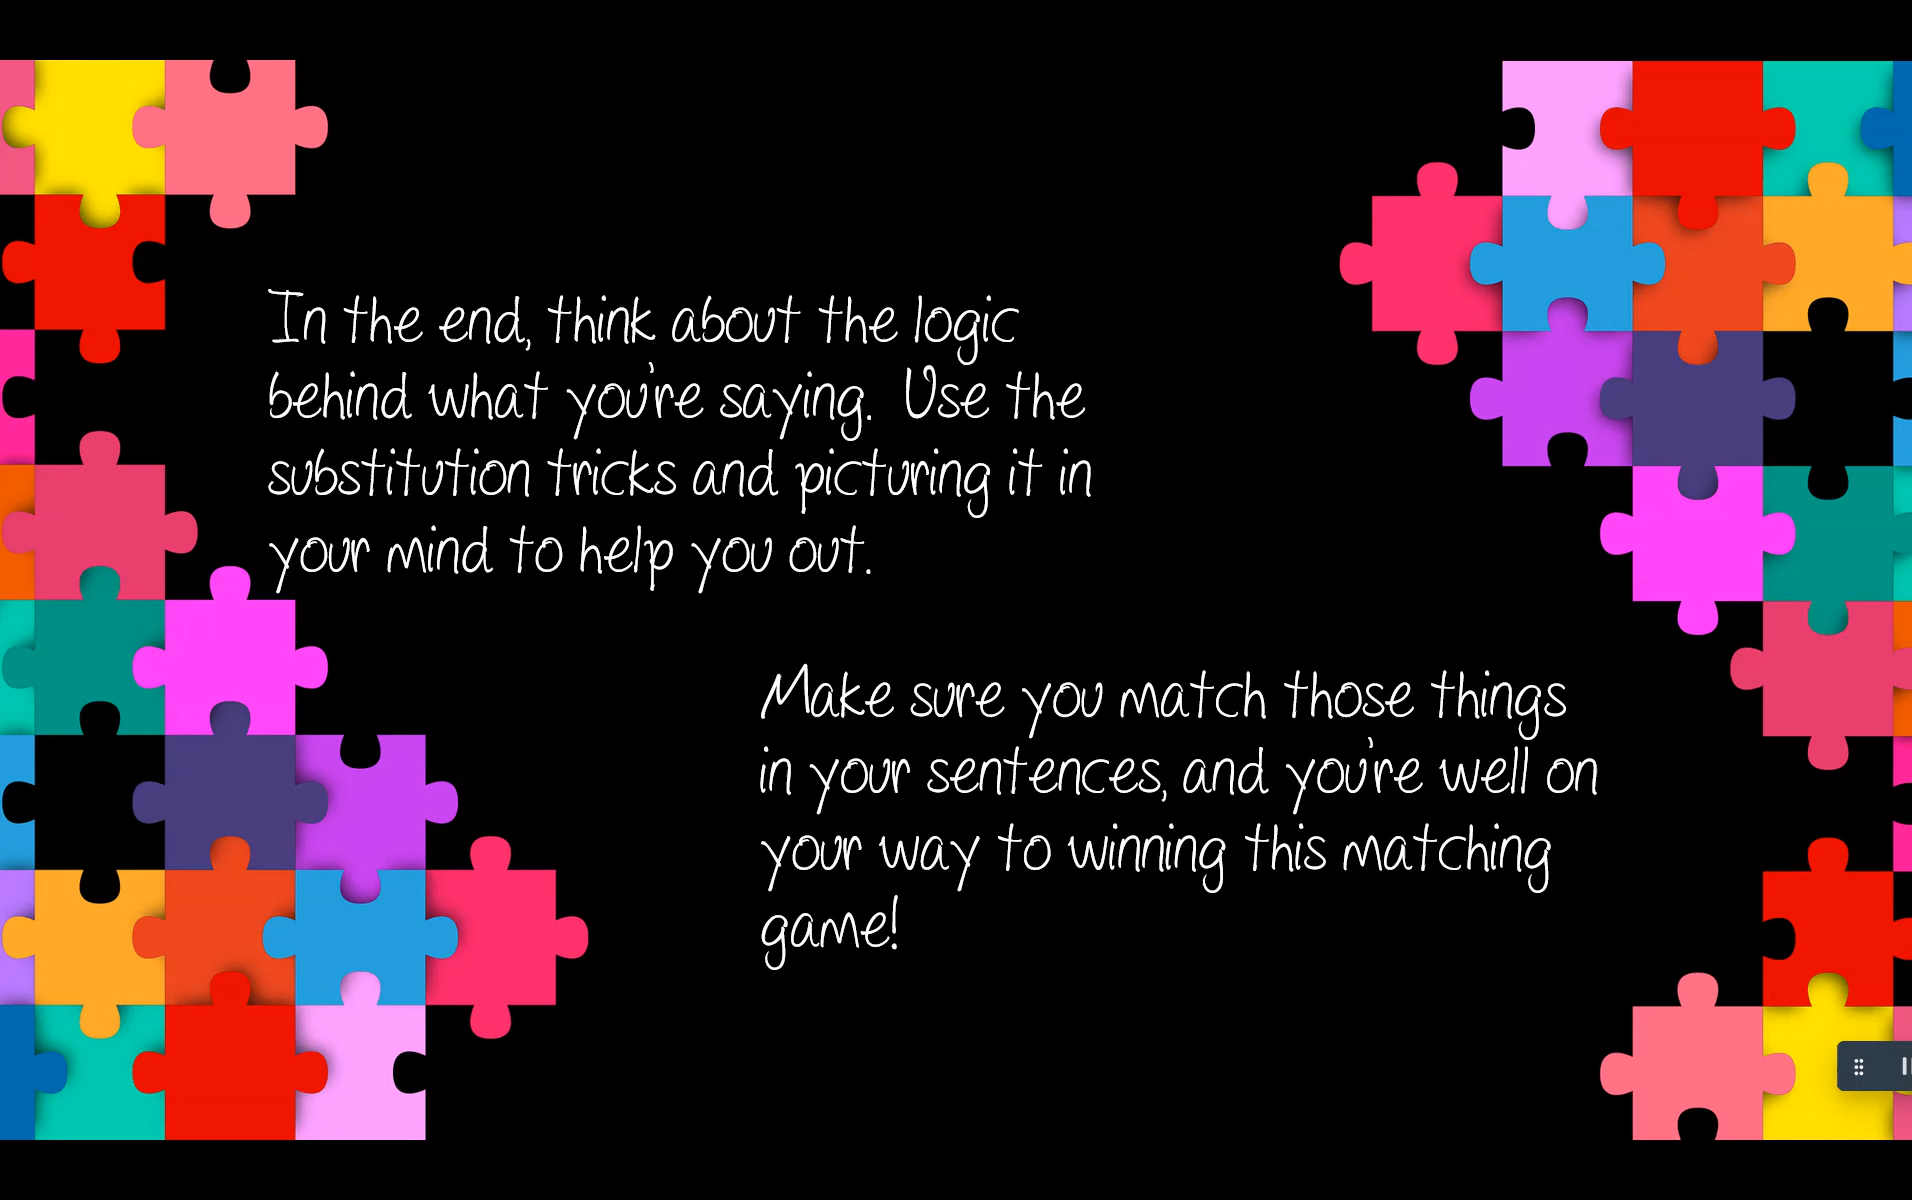 In the end, think about the logic
behind what you're saying.  Use the
substitution tricks and picturing it in
your mind to help you out.
Make sure you match those things
in your sentences, and you're well on
your way to winning this matching
game!